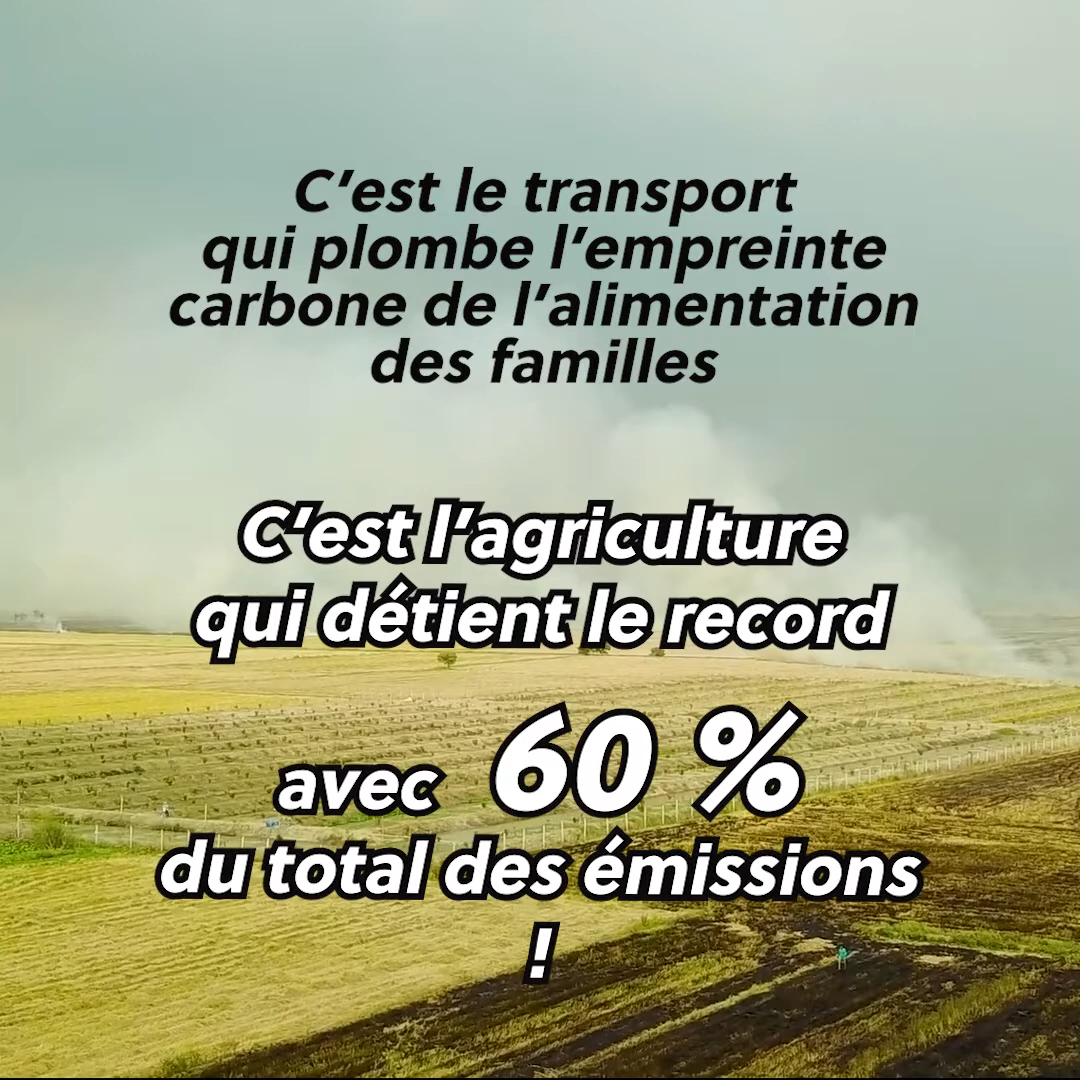 C'est le transport
qui plombe l'empreinte
carbone de l'alimentation
des familles
C'est l'agriculture
qui détient le record
avec 60 %
du total des émissions
!